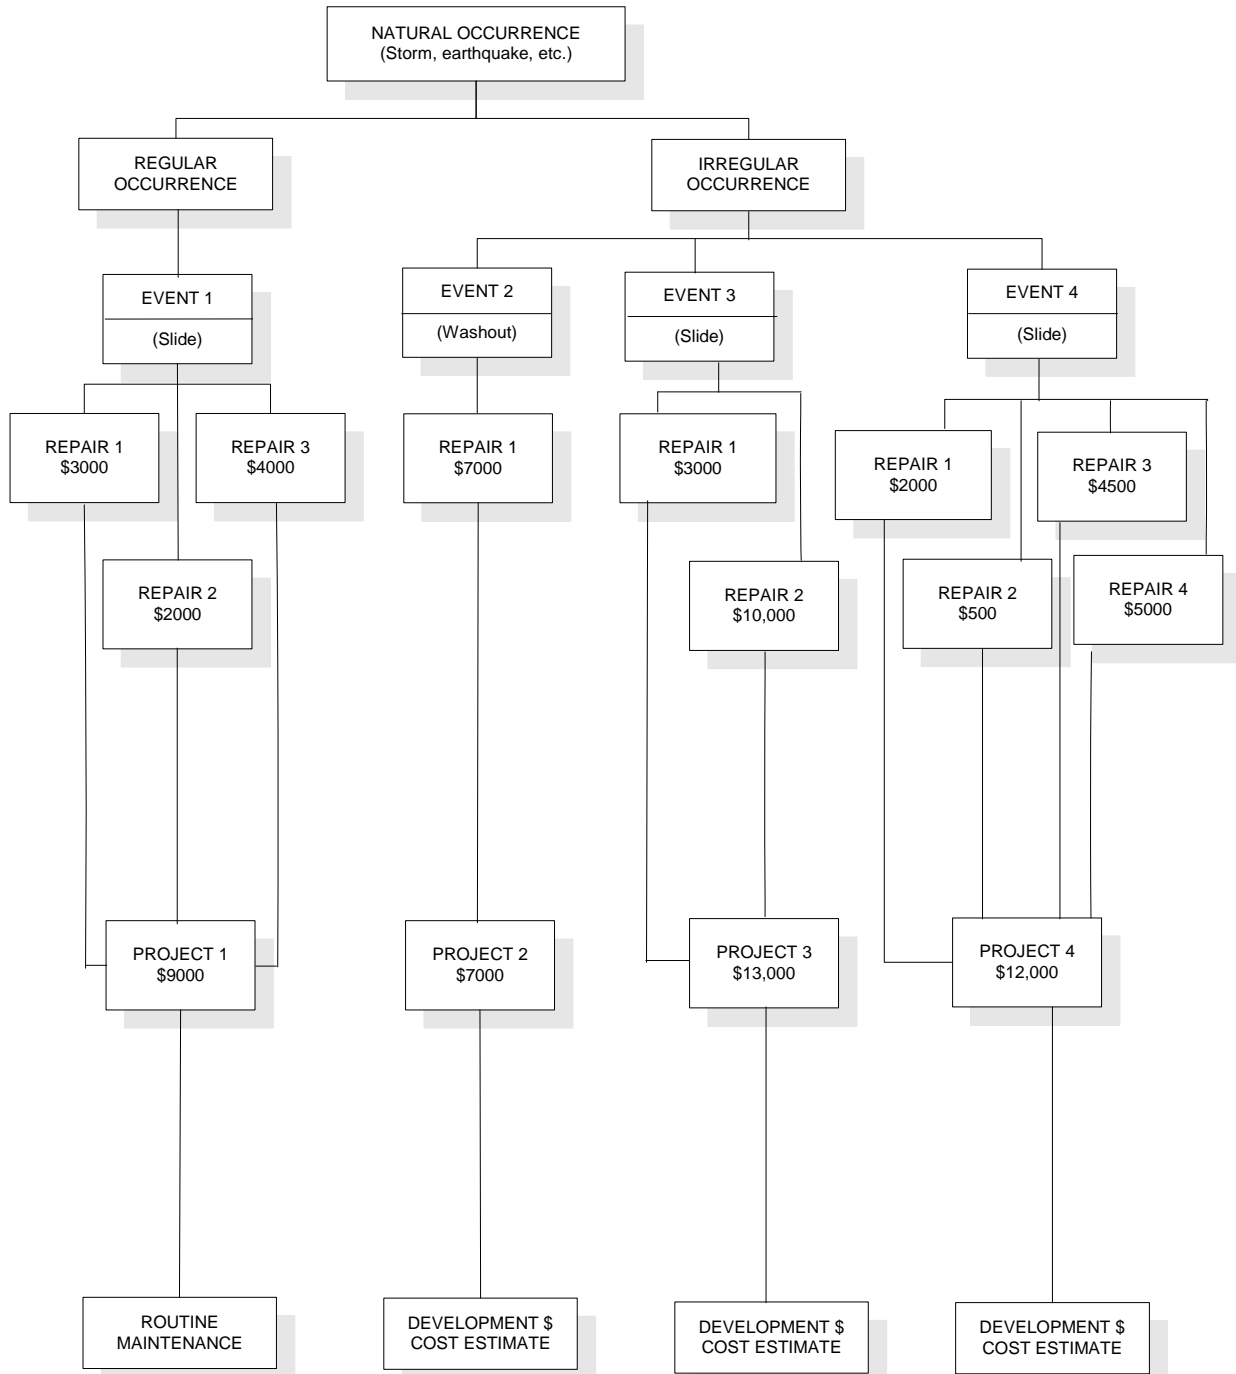 NATURAL OCCURRENCE
(Storm, earthquake, etc.)
REGULAR
OCCURRENCE
IRREGULAR
OCCURRENCE
EVENT 1
(Slide)
EVENT 2
(Washout)
EVENT 3
(Slide)
EVENT 4
(Slide)
REPAIR 1
$3000
REPAIR 3
$4000
REPAIR 1
$7000
REPAIR 1
$3000
REPAIR 1
$2000
REPAIR 3
$4500
REPAIR 2
$2000
REPAIR 2
$10,000
REPAIR 2
$500
REPAIR 4
$5000
PROJECT 1
$9000
PROJECT 2
$7000
PROJECT 3
$13,000
PROJECT 4
$12,000
ROUTINE
MAINTENANCE
DEVELOPMENT $
COST ESTIMATE
DEVELOPMENT $
COST ESTIMATE
DEVELOPMENT $
COST ESTIMATE